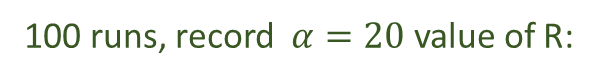 100 runs, record α = 20 value of R: